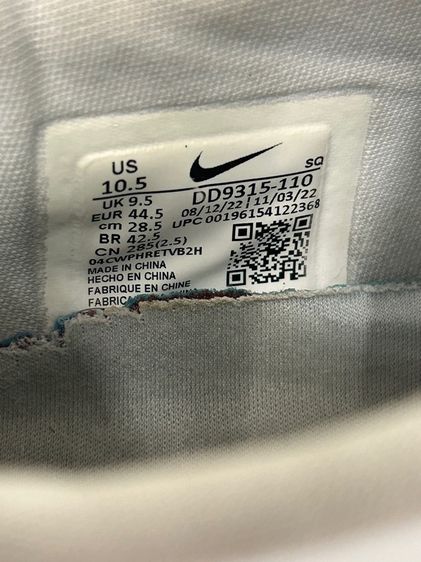 US
10.5
SQ
UK 9.5
DD9315-110
EUR 44.5
08/12/22 11/03/22
cm 28.5
UPC 00196154122368
BR 42.5
CN 285(2.5)
04CWPHRETVB2H
MADE IN CHINA
HECHO EN CHINA
FABRIQUE EN CHINE
FABRIC